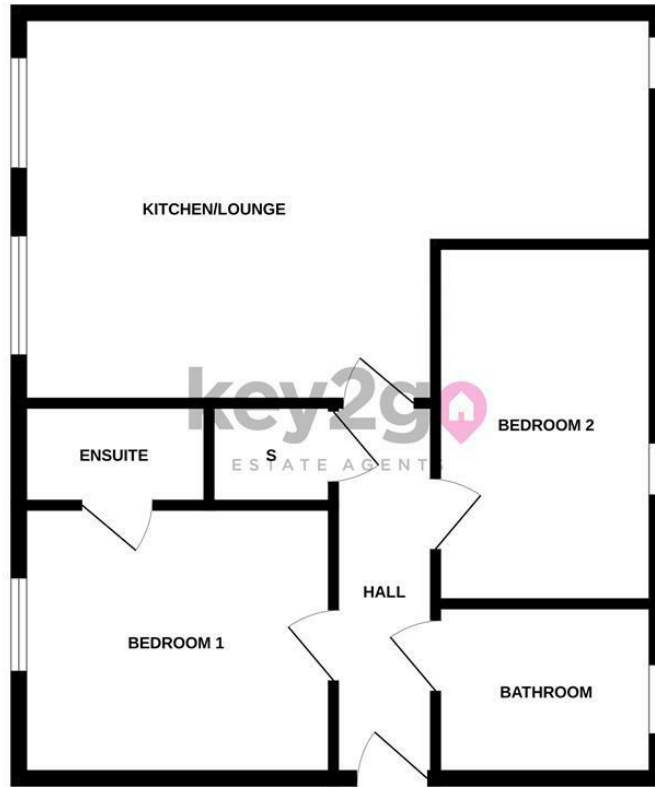 KITCHEN/LOUNGE
key2go
ESTATE AGENTS
ENSUITE
S
BEDROOM 2
HALL
BEDROOM 1
BATHROOM